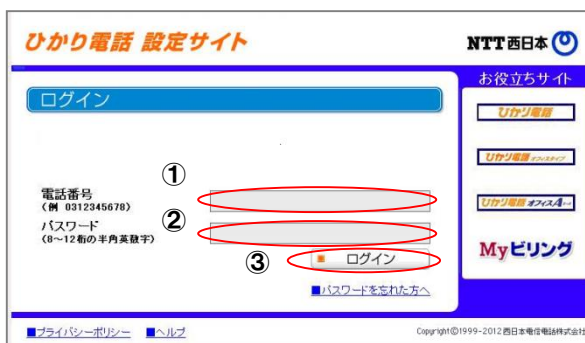 ひかり電話 設定サイト
NTT西日本
お役立ちサイト
ログイン
ひかり電話
ひかり電話 オフィスタイプ
ひかり電話 オフィスA
Myビリング
①
電話番号
(例 0312345678)
②
パスワード
(8～12桁の半角英数字)
③
ログイン
■パスワードを忘れた方へ
■プライバシーポリシー ■ヘルプ
Copyright©1999-2012西日本電信電話株式会社